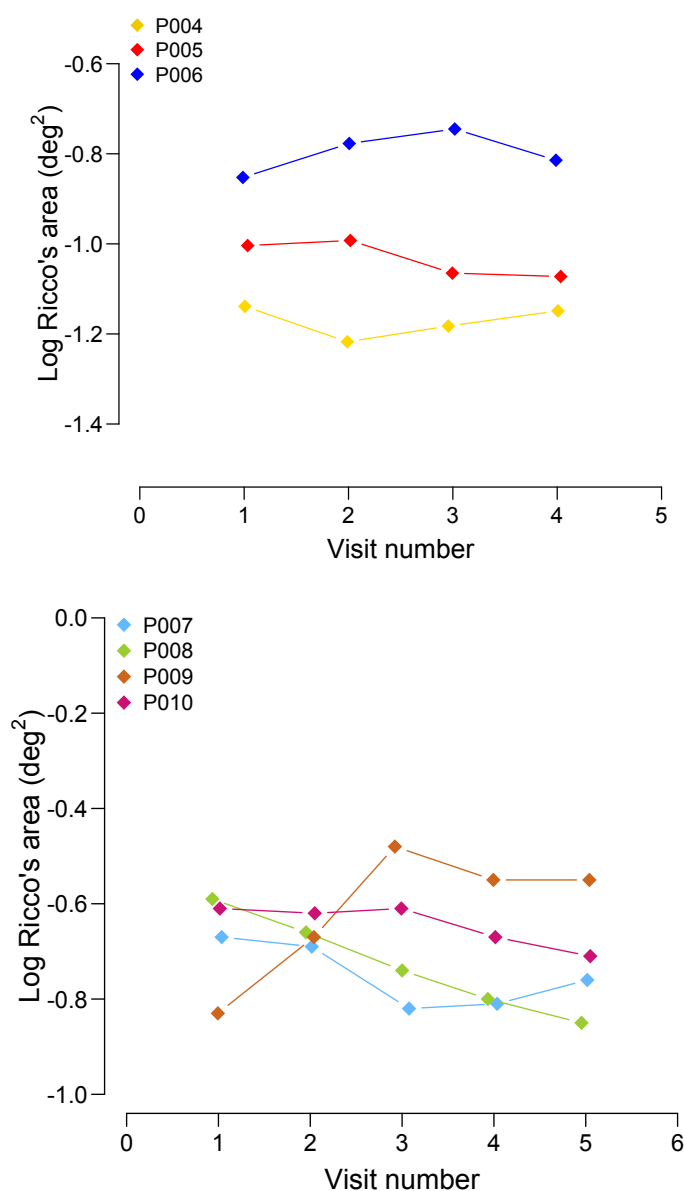 P004
P005
P006
-0.6
-0.8
-1.0
-1.2
-1.4
Log Ricco's area (deg²)
0 1 2 3 4 5
Visit number
P007
P008
P009
P010
0.0
-0.2
-0.4
-0.6
-0.8
-1.0
Log Ricco's area (deg²)
0 1 2 3 4 5 6
Visit number